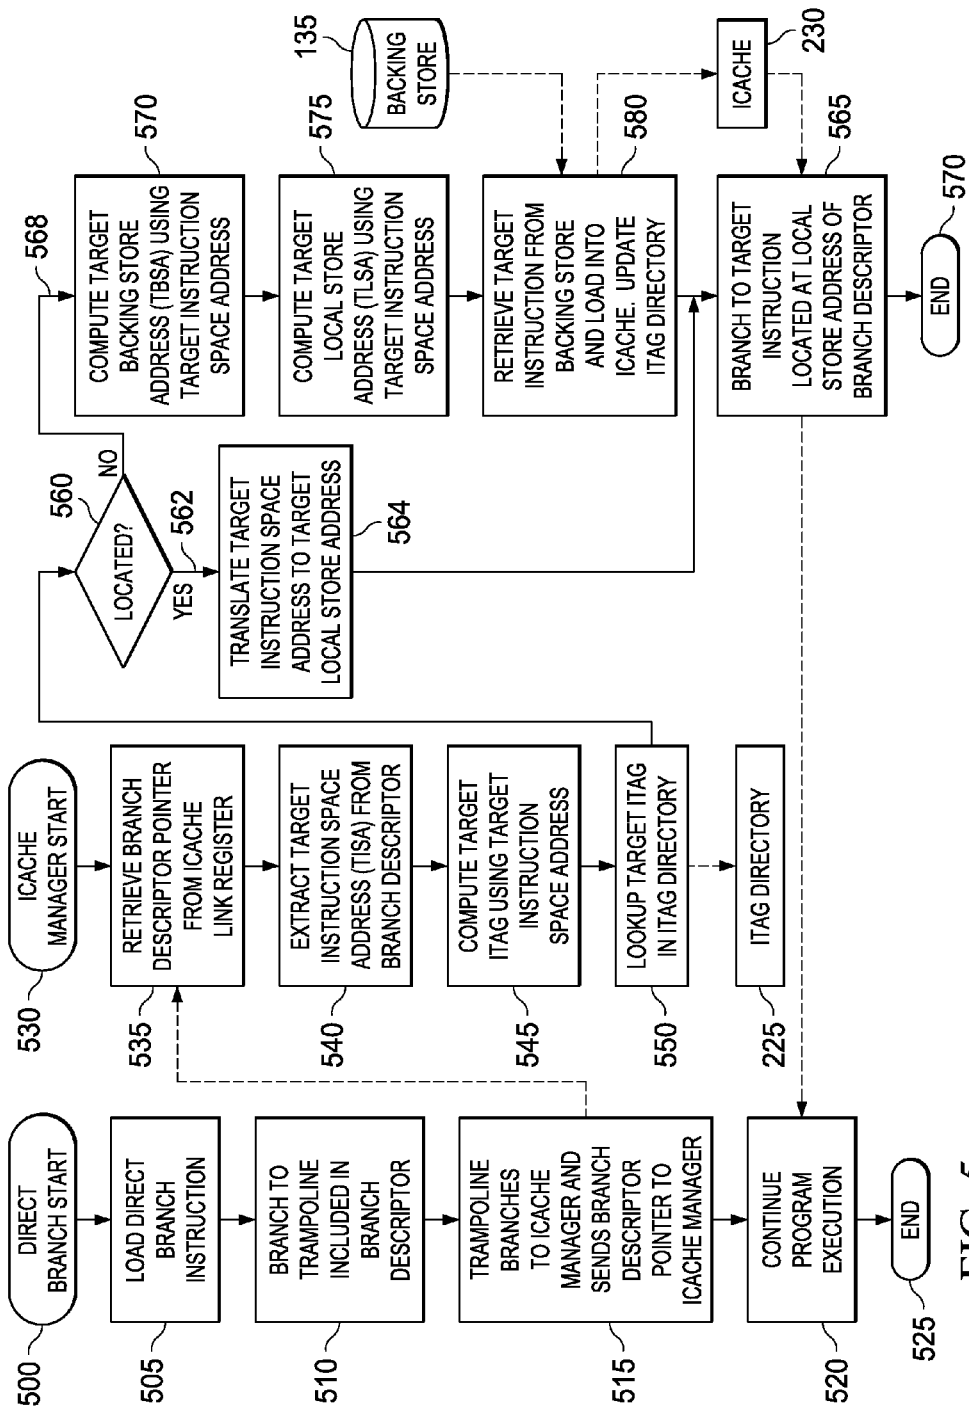 DIRECT
BRANCH START
500
LOAD DIRECT
BRANCH
INSTRUCTION
505
BRANCH TO
TRAMPOLINE
INCLUDED IN
BRANCH
DESCRIPTOR
510
TRAMPOLINE
BRANCHES
TO ICACHE
MANAGER AND
SENDS BRANCH
DESCRIPTOR
POINTER TO
ICACHE MANAGER
515
CONTINUE
PROGRAM
EXECUTION
520
END
525
ICACHE
MANAGER START
530
RETRIEVE BRANCH
DESCRIPTOR POINTER
FROM ICACHE
LINK REGISTER
535
EXTRACT TARGET
INSTRUCTION SPACE
ADDRESS (TISA) FROM
BRANCH DESCRIPTOR
540
COMPUTE TARGET
ITAG USING TARGET
INSTRUCTION
SPACE ADDRESS
545
LOOKUP TARGET ITAG
IN ITAG DIRECTORY
550
ITAG DIRECTORY
225
LOCATED?
560
NO
YES
562
TRANSLATE TARGET
INSTRUCTION SPACE
ADDRESS TO TARGET
LOCAL STORE ADDRESS
564
568
COMPUTE TARGET
BACKING STORE
ADDRESS (TBSA) USING
TARGET INSTRUCTION
SPACE ADDRESS
570
COMPUTE TARGET
LOCAL STORE
ADDRESS (TLSA) USING
TARGET INSTRUCTION
SPACE ADDRESS
575
BACKING
STORE
135
RETRIEVE TARGET
INSTRUCTION FROM
BACKING STORE
AND LOAD INTO
ICACHE. UPDATE
ITAG DIRECTORY
580
ICACHE
230
BRANCH TO TARGET
INSTRUCTION
LOCATED AT LOCAL
STORE ADDRESS OF
BRANCH DESCRIPTOR
565
END
570